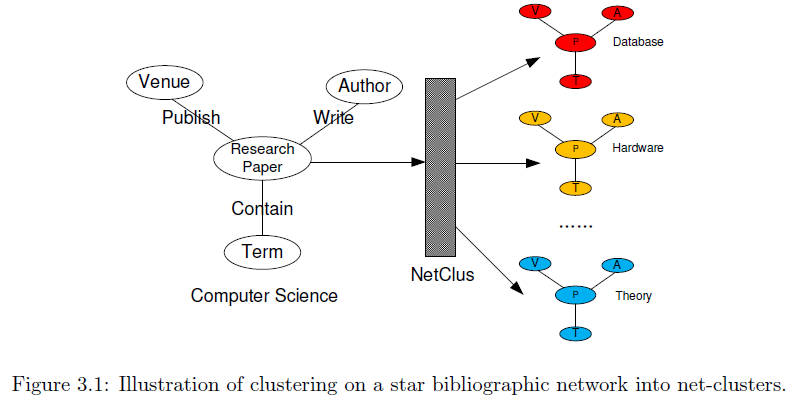 Venue
Author
Publish
Write
Research
Paper
Contain
Term
Computer Science
NetClus
V
A
P
T
Database
V
A
P
T
Hardware
......
V
A
P
T
Theory
Figure 3.1: Illustration of clustering on a star bibliographic network into net-clusters.